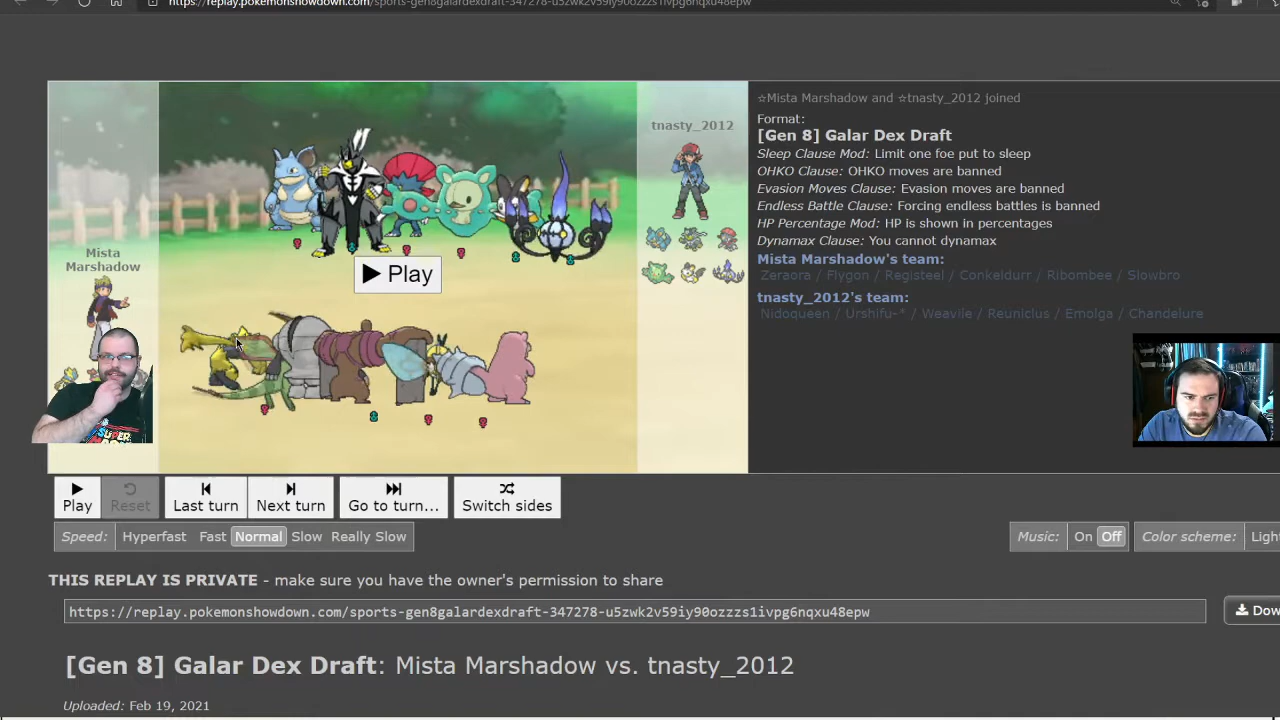 https://replay.pokemonshowdown.com/sports-gen8galardexdraft-347278-u5zwk2v59iy90ozzzs1ivpg6nqxu48epw
☆Mista Marshadow and ☆tnasty_2012 joined
Format:
[Gen 8] Galar Dex Draft
Sleep Clause Mod: Limit one foe put to sleep
OHKO Clause: OHKO moves are banned
Evasion Moves Clause: Evasion moves are banned
Endless Battle Clause: Forcing endless battles is banned
HP Percentage Mod: HP is shown in percentages
Dynamax Clause: You cannot dynamax
Mista Marshadow's team:
Zeraora / Flygon / Registeel / Conkeldurr / Ribombee / Slowbro
tnasty_2012's team:
Nidoqueen / Urshifu-* / Weavile / Reuniclus / Emolga / Chandelure
tnasty_2012
Mista
Marshadow
Play
SUPER
Play
Reset
Last turn
Next turn
Go to turn...
Switch sides
Speed: Hyperfast Fast Normal Slow Really Slow
Music: On Off
Color scheme: Ligh
THIS REPLAY IS PRIVATE - make sure you have the owner's permission to share
https://replay.pokemonshowdown.com/sports-gen8galardexdraft-347278-u5zwk2v59iy90ozzzs1ivpg6nqxu48epw
Dow
[Gen 8] Galar Dex Draft: Mista Marshadow vs. tnasty_2012
Uploaded: Feb 19, 2021